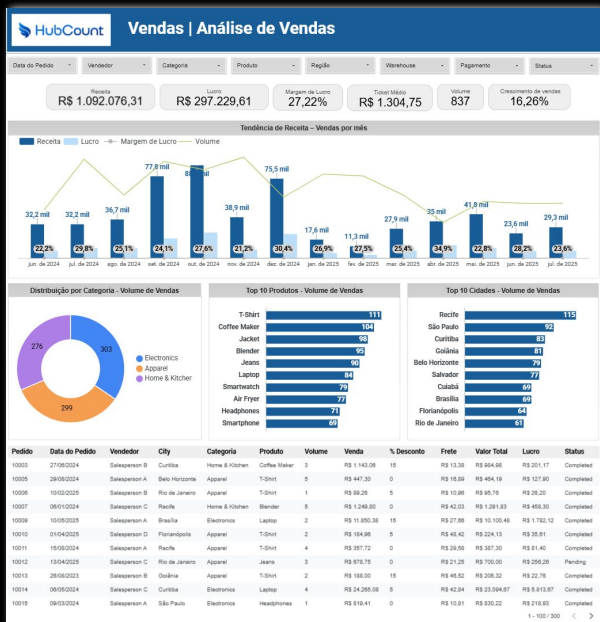 HubCount
Vendas | Análise de Vendas
Data do Pedido Vendedor Categoria Produto Região Warehouse Pagamento Status
Receita Lucro Margem de Lucro Ticket Médio Volume Crescimento de vendas
R$ 1.092.076,31 R$ 297.229,61 27,22% R$ 1.304,75 837 16,26%
Tendência de Receita – Vendas por mês
Receita Lucro Margem de Lucro Volume
32,2 mil 32,2 mil 36,7 mil 77,8 mil 38,9 mil 75,5 mil 17,6 mil 11,3 mil 27,9 mil 35 mil 41,8 mil 23,6 mil 29,3 mil
22,2% 29,8% 25,1% 24,1% 27,6% 21,2% 30,4% 26,9% 27,5% 25,4% 34,9% 22,8% 28,2% 23,6%
jun. de 2024 jul. de 2024 ago. de 2024 set. de 2024 out. de 2024 nov. de 2024 dez. de 2024 jan. de 2025 fev. de 2025 mar. de 2025 abr. de 2025 mai. de 2025 jun. de 2025 jul. de 2025
Distribuição por Categoria - Volume de Vendas
276
303
299
Electronics
Apparel
Home & Kitchen
Top 10 Produtos - Volume de Vendas
T-Shirt 111
Coffee Maker 104
Jacket 98
Blender 95
Jeans 90
Laptop 84
Smartwatch 79
Air Fryer 77
Headphones 71
Smartphone 69
Top 10 Cidades - Volume de Vendas
Recife 115
São Paulo 92
Curitiba 83
Goiânia 81
Belo Horizonte 79
Salvador 77
Cuiabá 69
Brasília 69
Florianópolis 64
Rio de Janeiro 61
Pedido Data do Pedido Vendedor City Categoria Produto Volume Venda % Desconto Frete Valor Total Lucro Status
10003 27/06/2024 Salesperson B Curitiba Home & Kitchen Coffee Maker 3 R$ 1.143,06 15 R$ 13,38 R$ 984,98 R$ 201,17 Completed
10005 29/08/2024 Salesperson A Belo Horizonte Apparel T-Shirt 5 R$ 447,30 0 R$ 16,89 R$ 464,19 R$ 127,90 Completed
10006 10/02/2025 Salesperson B Rio de Janeiro Apparel T-Shirt 1 R$ 89,26 5 R$ 10,96 R$ 95,76 R$ 26,20 Completed
10007 06/01/2024 Salesperson C Recife Home & Kitchen Blender 5 R$ 1.249,80 0 R$ 42,03 R$ 1.291,83 R$ 458,30 Completed
10009 10/05/2025 Salesperson A Brasília Electronics Laptop 2 R$ 11.850,38 15 R$ 27,66 R$ 10.100,48 R$ 1.782,12 Completed
10010 01/04/2025 Salesperson D Florianópolis Apparel T-Shirt 2 R$ 184,96 5 R$ 48,42 R$ 224,13 R$ 35,61 Completed
10011 15/08/2024 Salesperson A Recife Apparel T-Shirt 4 R$ 357,72 0 R$ 29,58 R$ 387,30 R$ 81,40 Completed
10012 13/04/2025 Salesperson C Rio de Janeiro Apparel Jeans 3 R$ 678,75 0 R$ 21,25 R$ 700,00 R$ 256,26 Pending
10013 26/08/2023 Salesperson B Goiânia Apparel T-Shirt 2 R$ 188,00 15 R$ 46,52 R$ 206,32 R$ 22,76 Completed
10014 06/05/2024 Salesperson C Curitiba Electronics Laptop 4 R$ 24.265,08 5 R$ 42,84 R$ 23.094,67 R$ 5.813,67 Completed
10015 09/03/2024 Salesperson A São Paulo Electronics Headphones 1 R$ 819,41 0 R$ 10,81 R$ 830,22 R$ 218,93 Completed
1 - 100 / 300